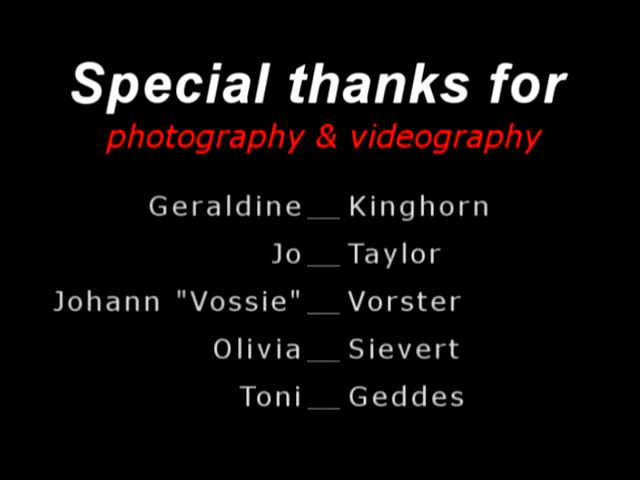 Special thanks for
photography & videography
Geraldine __ Kinghorn
Jo __ Taylor
Johann "Vossie" __ Vorster
Olivia __ Sievert
Toni __ Geddes